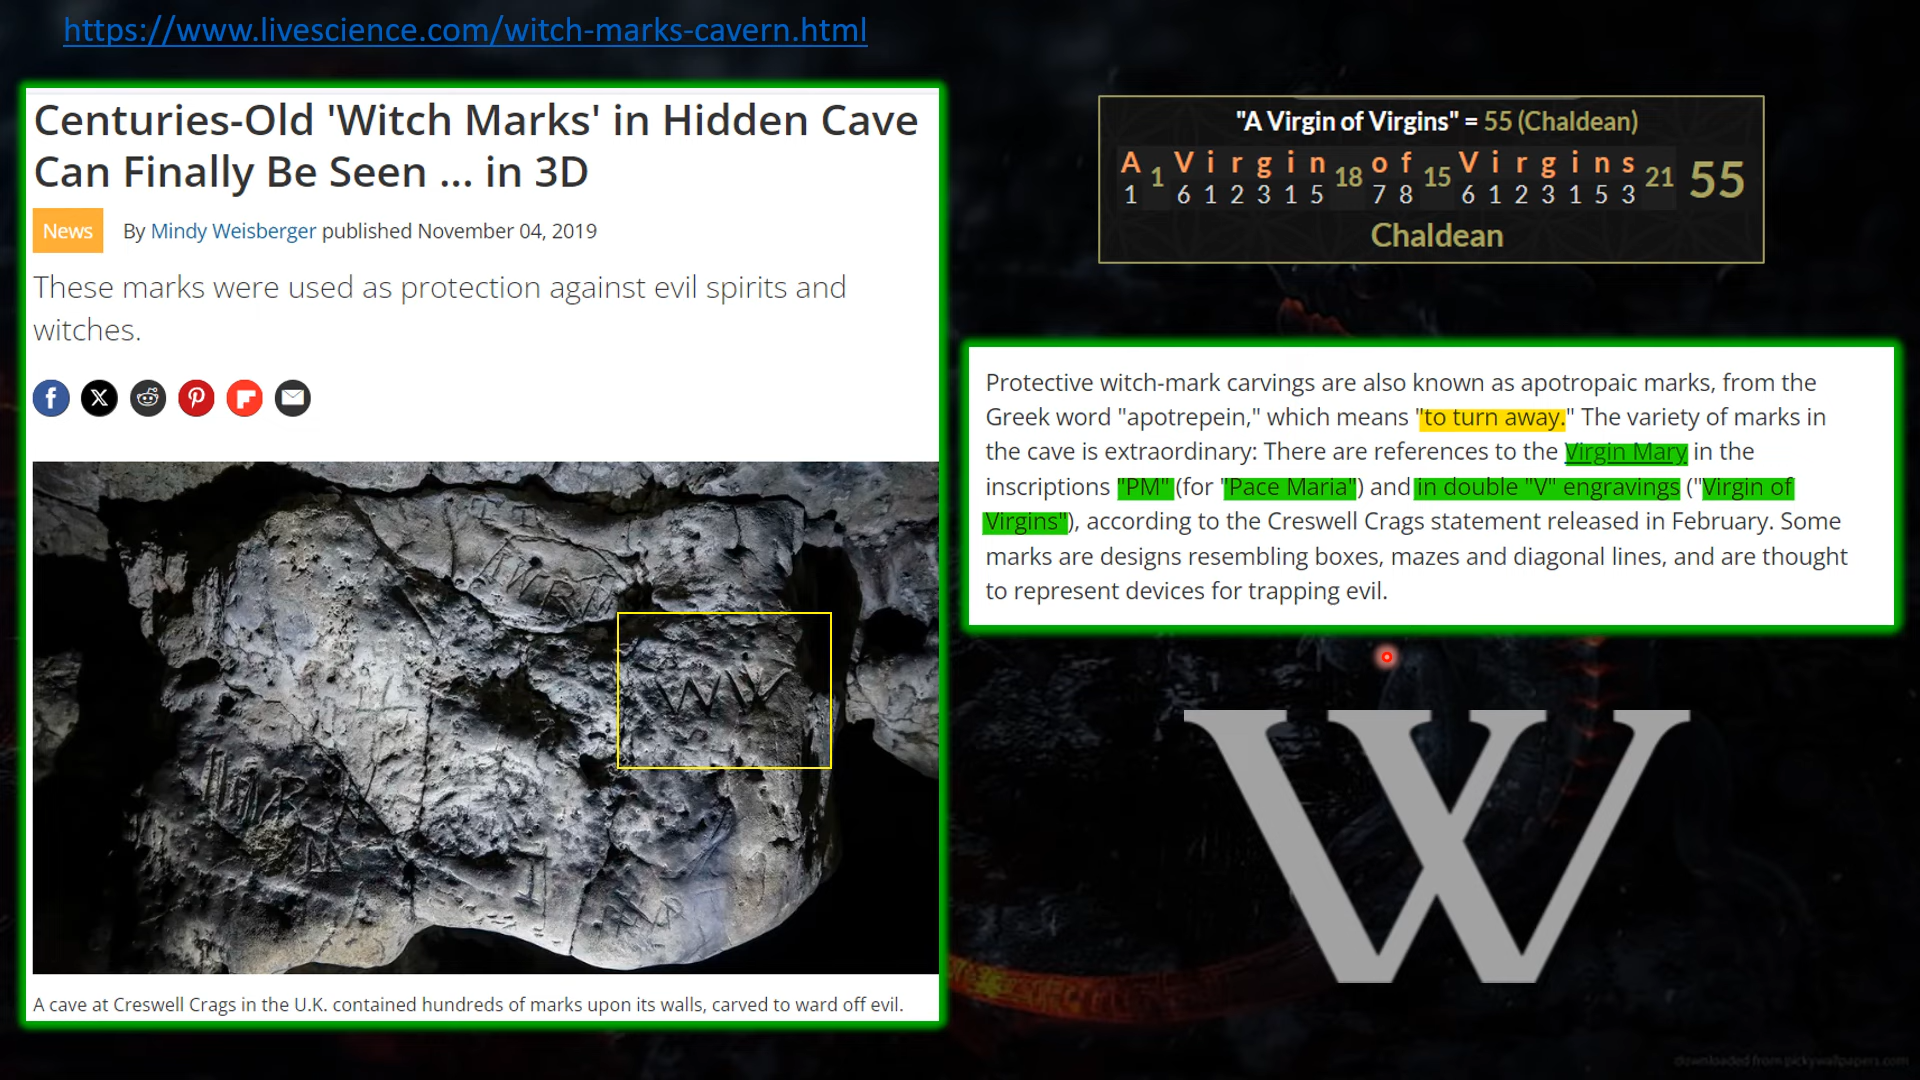 https://www.livescience.com/witch-marks-cavern.html
Centuries-Old 'Witch Marks' in Hidden Cave
Can Finally Be Seen ... in 3D
News By Mindy Weisberger published November 04, 2019
These marks were used as protection against evil spirits and
witches.
WV
A cave at Creswell Crags in the U.K. contained hundreds of marks upon its walls, carved to ward off evil.
"A Virgin of Virgins" = 55 (Chaldean)
A 1 V i r g i n 18 o f 15 V i r g i n s 21 55
1 6 1 2 3 1 5 7 8 6 1 2 3 1 5 3
Chaldean
Protective witch-mark carvings are also known as apotropaic marks, from the
Greek word "apotrepein," which means "to turn away." The variety of marks in
the cave is extraordinary: There are references to the Virgin Mary in the
inscriptions "PM" (for "Pace Maria") and in double "V" engravings ("Virgin of
Virgins"), according to the Creswell Crags statement released in February. Some
marks are designs resembling boxes, mazes and diagonal lines, and are thought
to represent devices for trapping evil.
W
downloaded from pickywallpapers.com